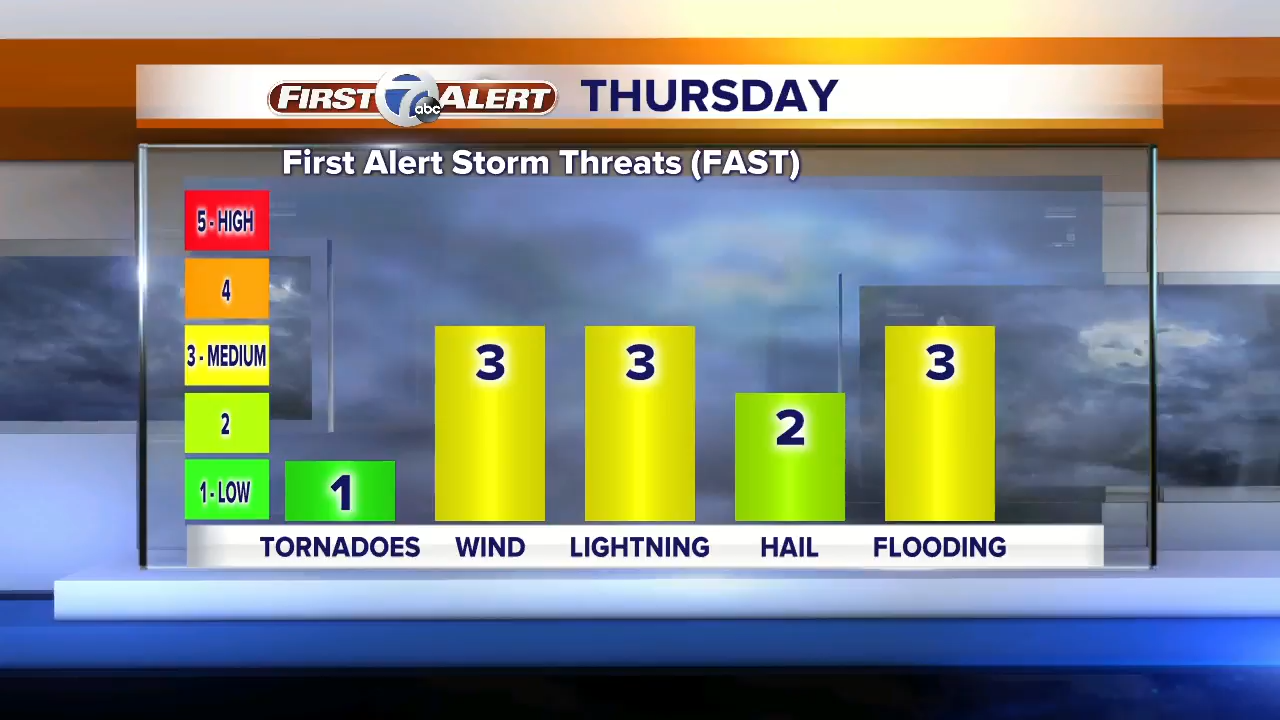 FIRST 7 abc ALERT THURSDAY
First Alert Storm Threats (FAST)
5 - HIGH
4
3 - MEDIUM
2
1 - LOW
1
3
3
2
3
TORNADOES WIND LIGHTNING HAIL FLOODING